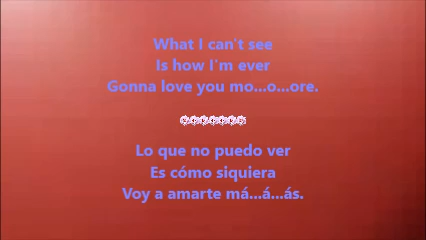 What I can't see
Is how I'm ever
Gonna love you mo...o...ore.
Lo que no puedo ver
Es cómo siquiera
Voy a amarte má...á...ás.